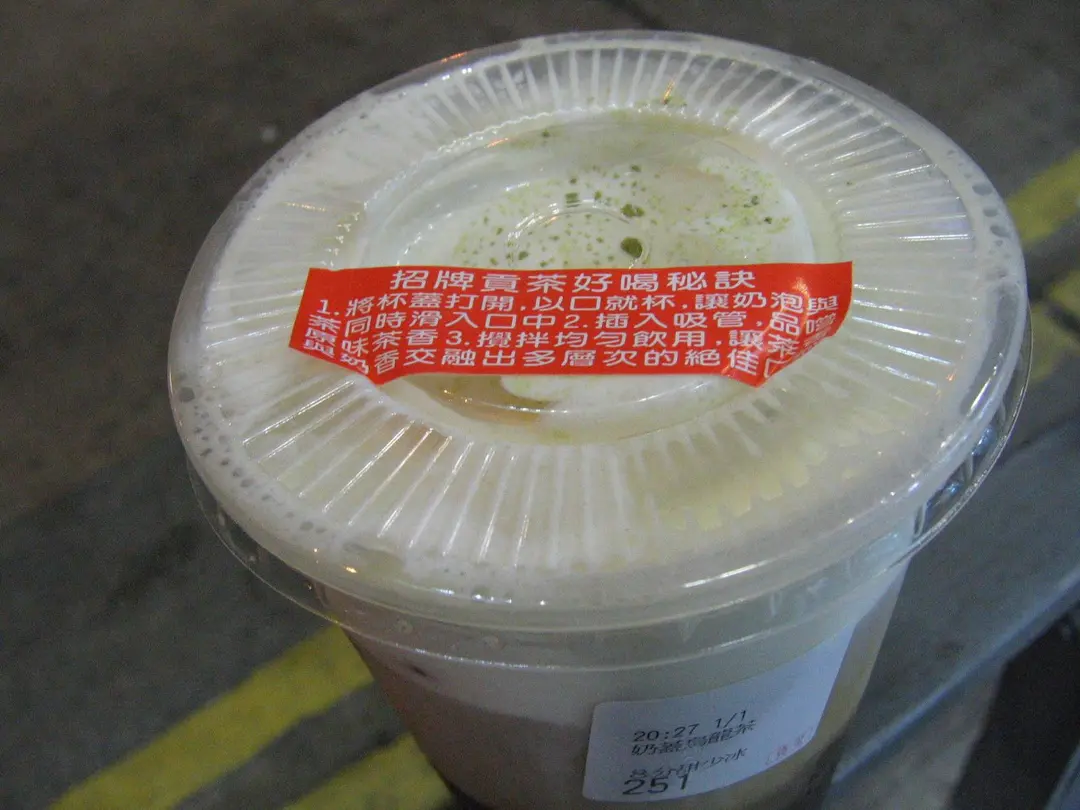 招牌貢茶好喝秘訣
1.將杯蓋打開,以口就杯,讓奶泡與
茶同時滑入口中2.插入吸管,品嚐
原味茶香3.攪拌均勻飲用,讓茶
與奶香交融出多層次的絕佳口
20:27 1/1
奶蓋烏龍茶
少冰
251